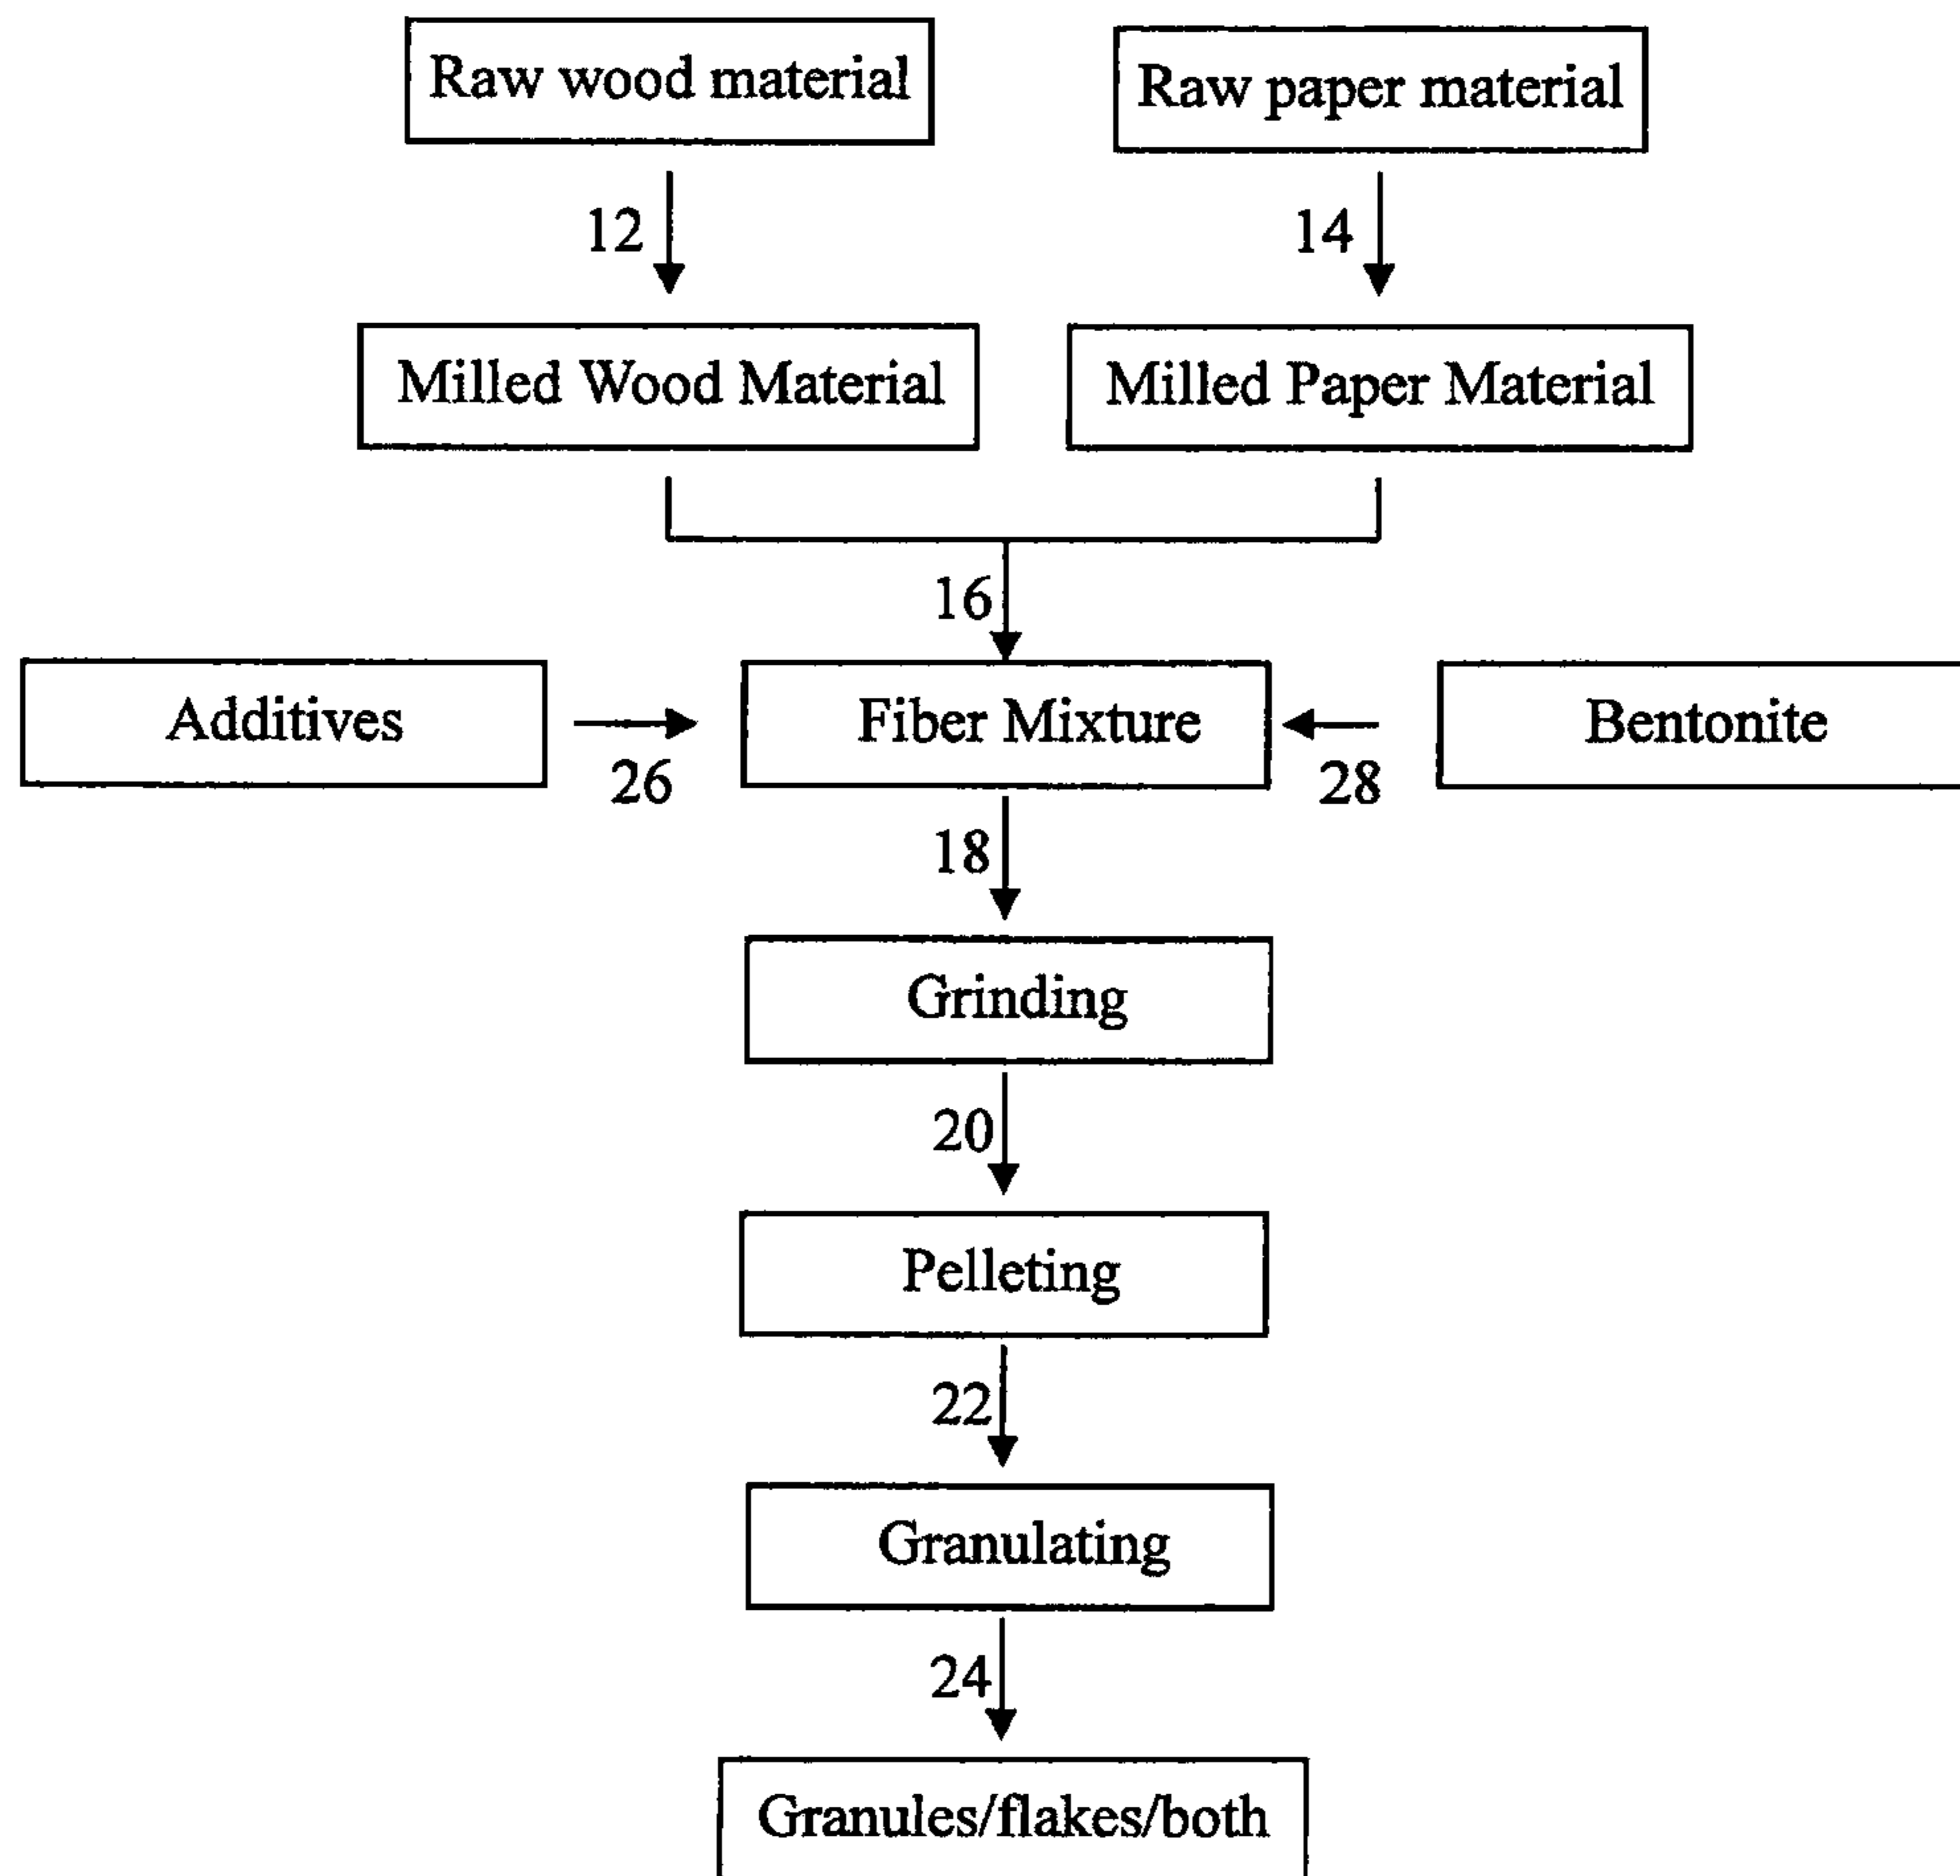 Raw wood material
Raw paper material
12
14
Milled Wood Material
Milled Paper Material
16
Additives
Fiber Mixture
Bentonite
26
28
18
Grinding
20
Pelleting
22
Granulating
24
Granules/flakes/both